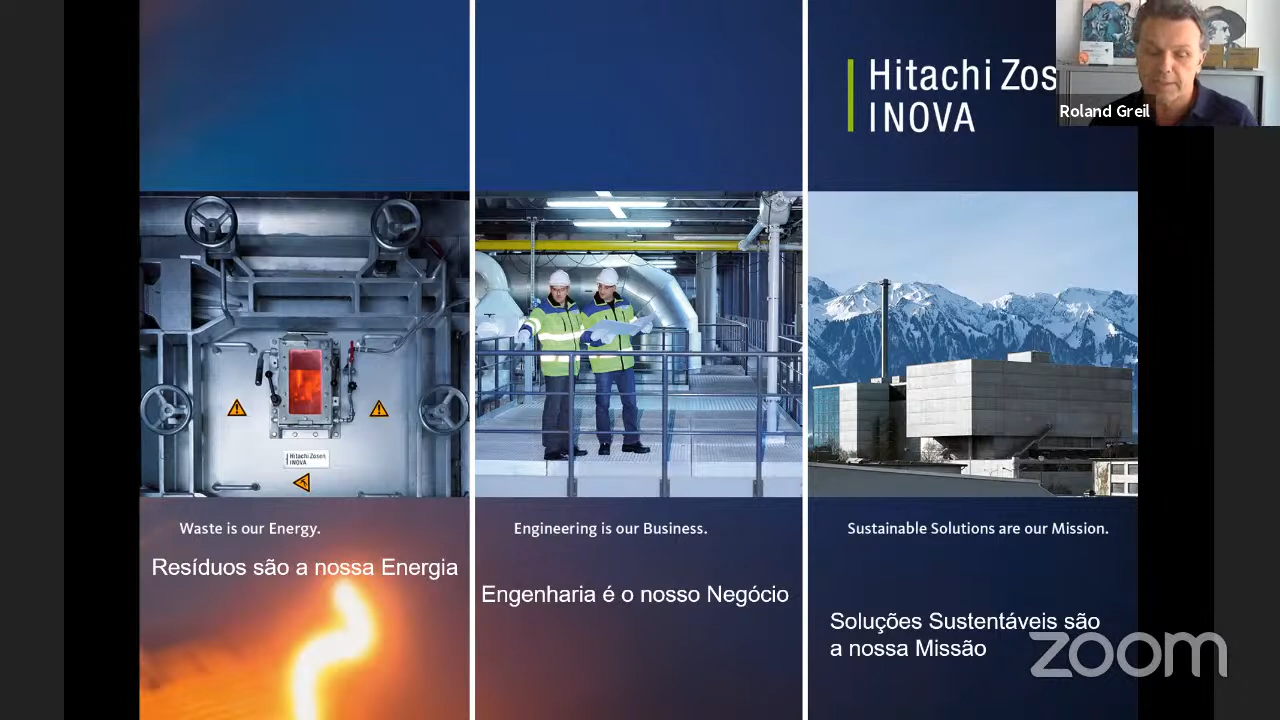 Hitachi Zos
INOVA
Roland Greil
Hitachi Zosen
INOVA
Waste is our Energy.
Resíduos são a nossa Energia
Engineering is our Business.
Engenharia é o nosso Negócio
Sustainable Solutions are our Mission.
Soluções Sustentáveis são
a nossa Missão
zoom